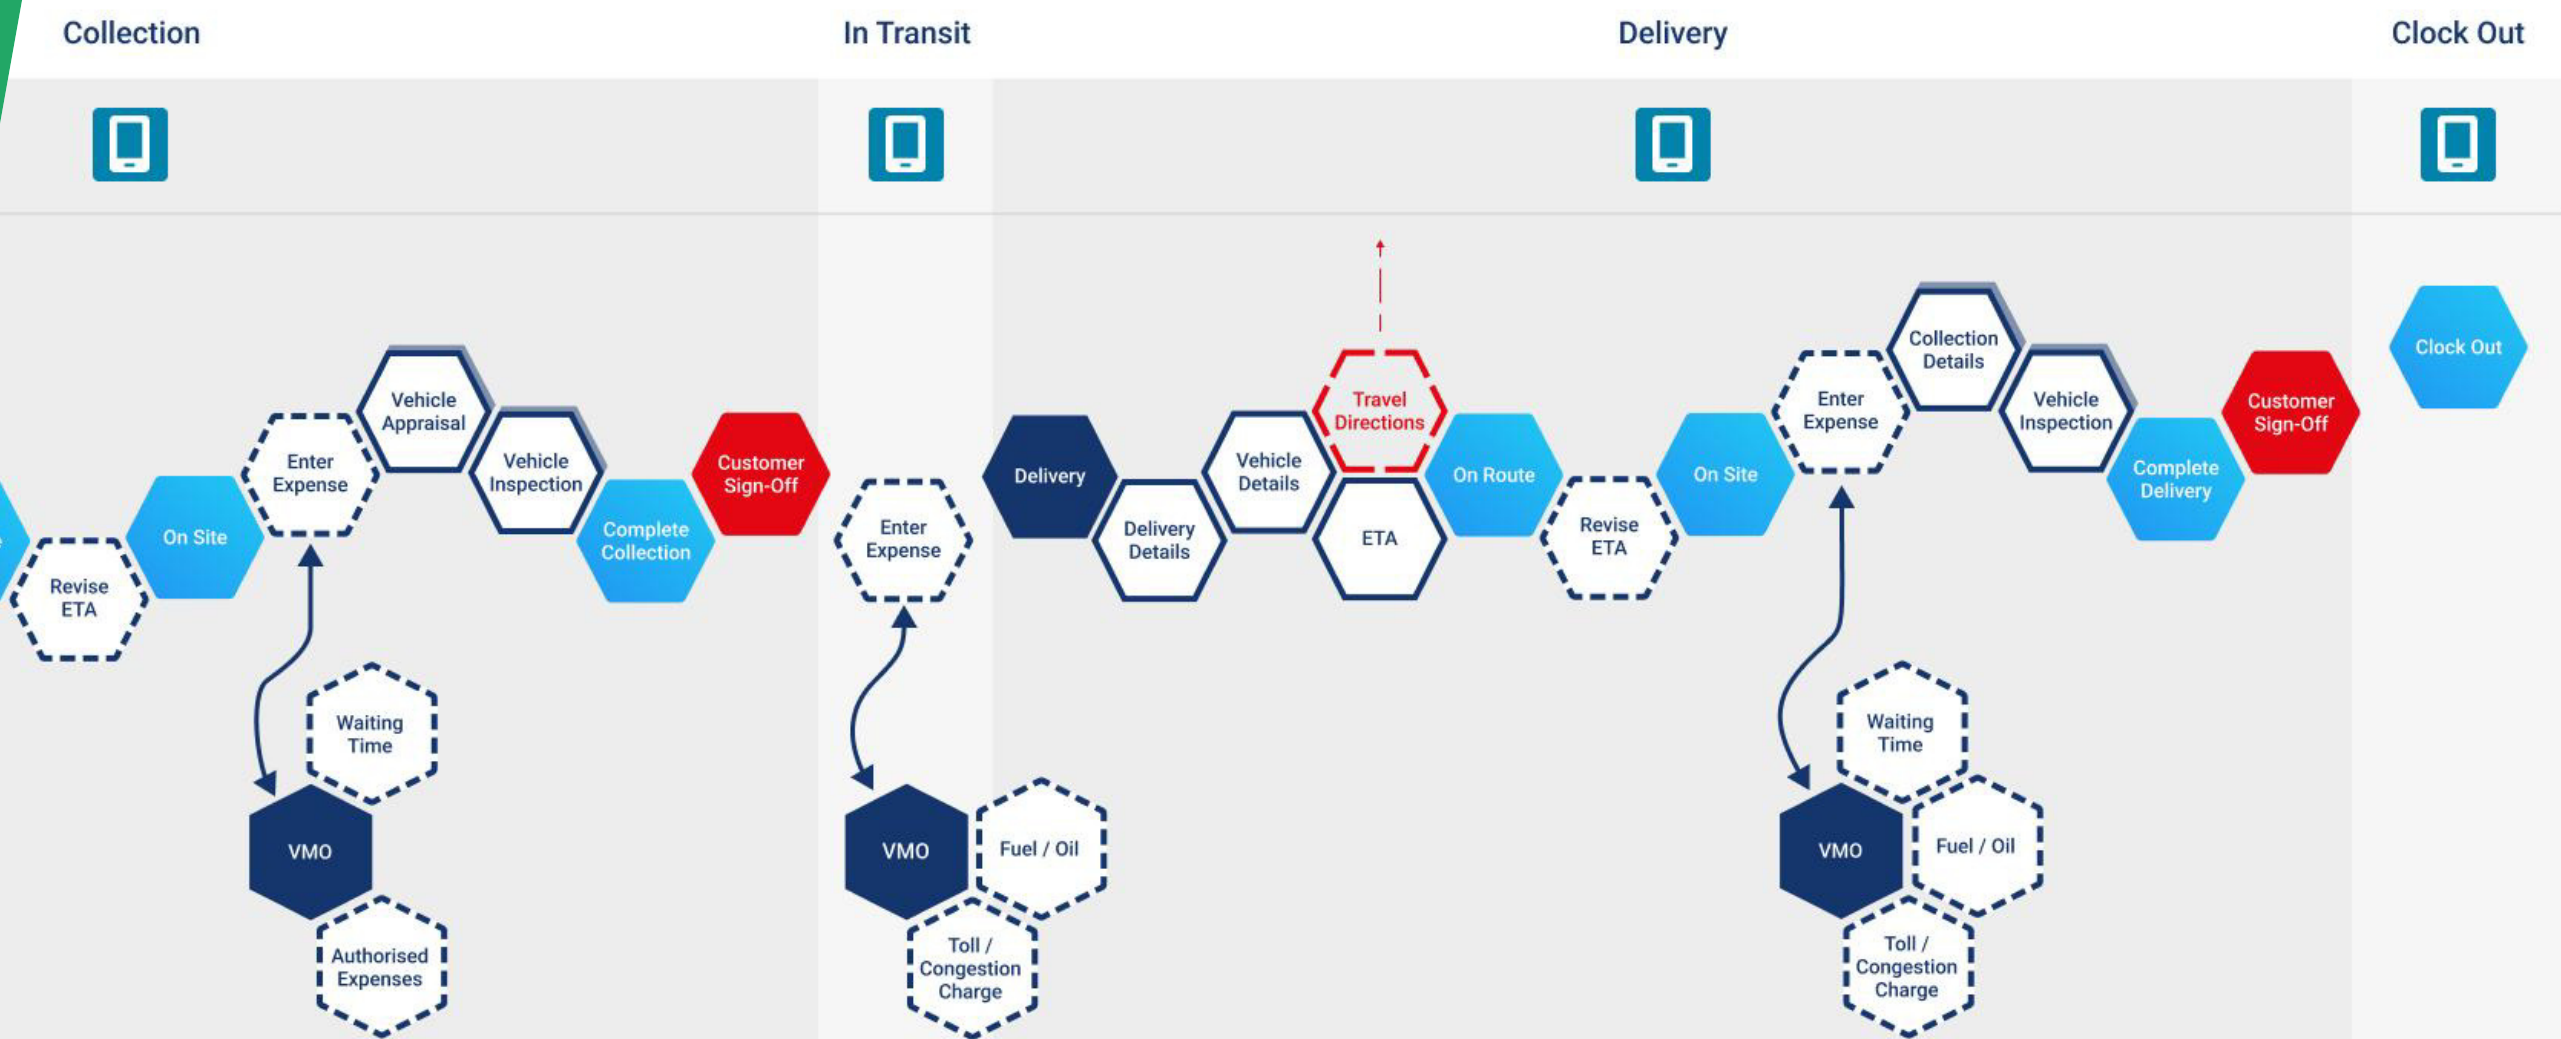 Collection
In Transit
Delivery
Clock Out
Revise
ETA
On Site
Enter
Expense
Vehicle
Appraisal
Vehicle
Inspection
Complete
Collection
Customer
Sign-Off
Waiting
Time
VMO
Authorised
Expenses
Enter
Expense
VMO
Fuel / Oil
Toll /
Congestion
Charge
Delivery
Delivery
Details
Vehicle
Details
Travel
Directions
ETA
On Route
Revise
ETA
On Site
Enter
Expense
Collection
Details
Vehicle
Inspection
Complete
Delivery
Customer
Sign-Off
Waiting
Time
VMO
Fuel / Oil
Toll /
Congestion
Charge
Clock Out